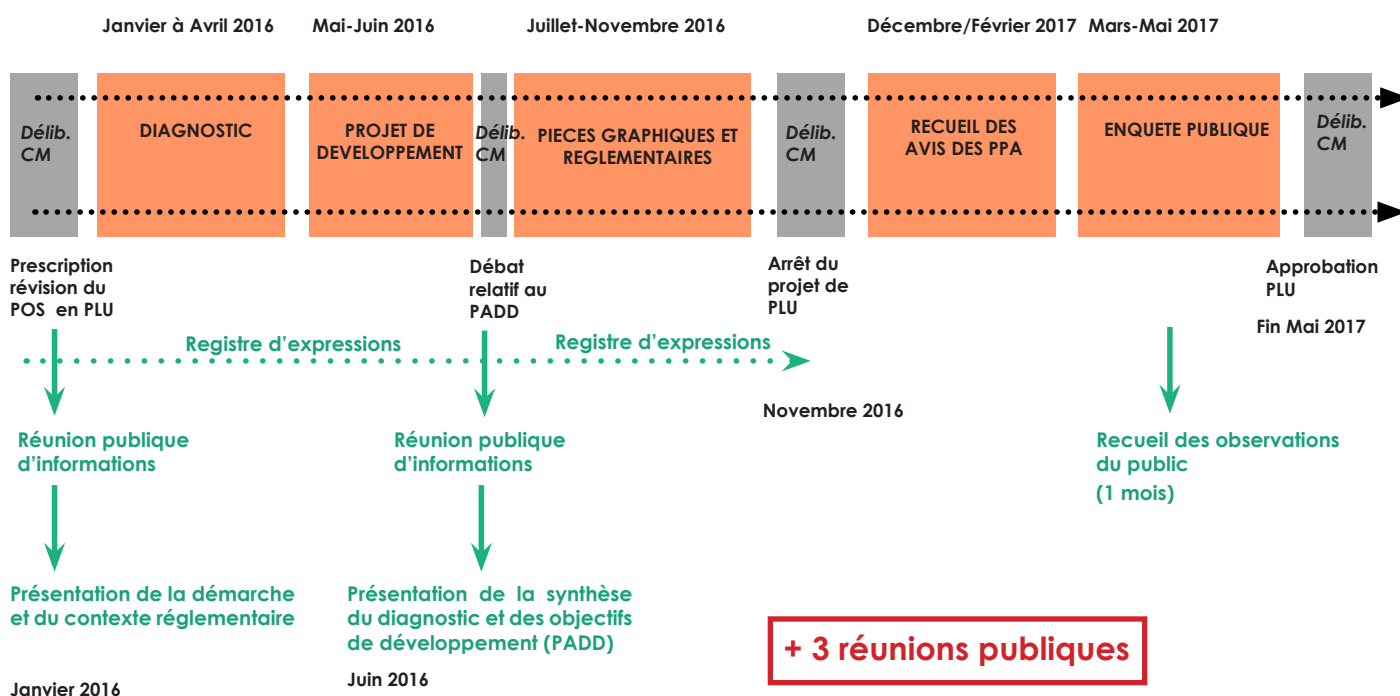 Janvier à Avril 2016
Mai-Juin 2016
Juillet-Novembre 2016
Décembre/Février 2017
Mars-Mai 2017
Délib.
CM
DIAGNOSTIC
PROJET DE
DEVELOPPEMENT
Délib.
CM
PIECES GRAPHIQUES ET
REGLEMENTAIRES
Délib.
CM
RECUEIL DES
AVIS DES PPA
ENQUETE PUBLIQUE
Délib.
CM
Prescription
révision du
POS en PLU
Débat
relatif au
PADD
Arrêt du
projet de
PLU
Approbation
PLU
Fin Mai 2017
Registre d’expressions
Registre d’expressions
Novembre 2016
Réunion publique
d’informations
Réunion publique
d’informations
Recueil des observations
du public
(1 mois)
Présentation de la démarche
et du contexte réglementaire
Janvier 2016
Présentation de la synthèse
du diagnostic et des objectifs
de développement (PADD)
Juin 2016
+ 3 réunions publiques